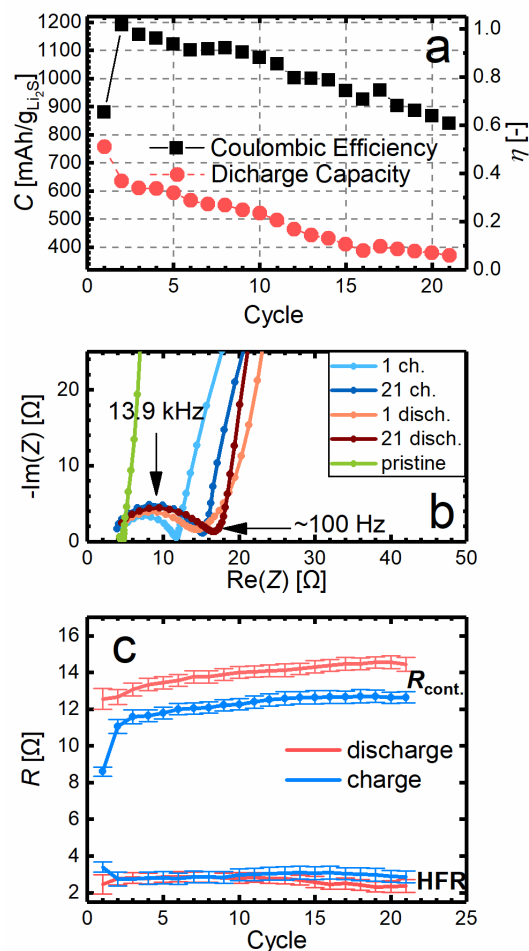 1200
1100
1000
900
800
700
600
500
400
C [mAh/gLi2S]
a
Coulombic Efficiency
Dicharge Capacity
1.0
0.8
0.6
0.4
0.2
0.0
η [-]
0 5 10 15 20
Cycle
20
10
0
-Im(Z) [Ω]
13.9 kHz
1 ch.
21 ch.
1 disch.
21 disch.
pristine
b
~100 Hz
0 10 20 30 40 50
Re(Z) [Ω]
16
14
12
10
8
6
4
2
R [Ω]
c
Rcont.
discharge
charge
HFR
0 5 10 15 20 25
Cycle